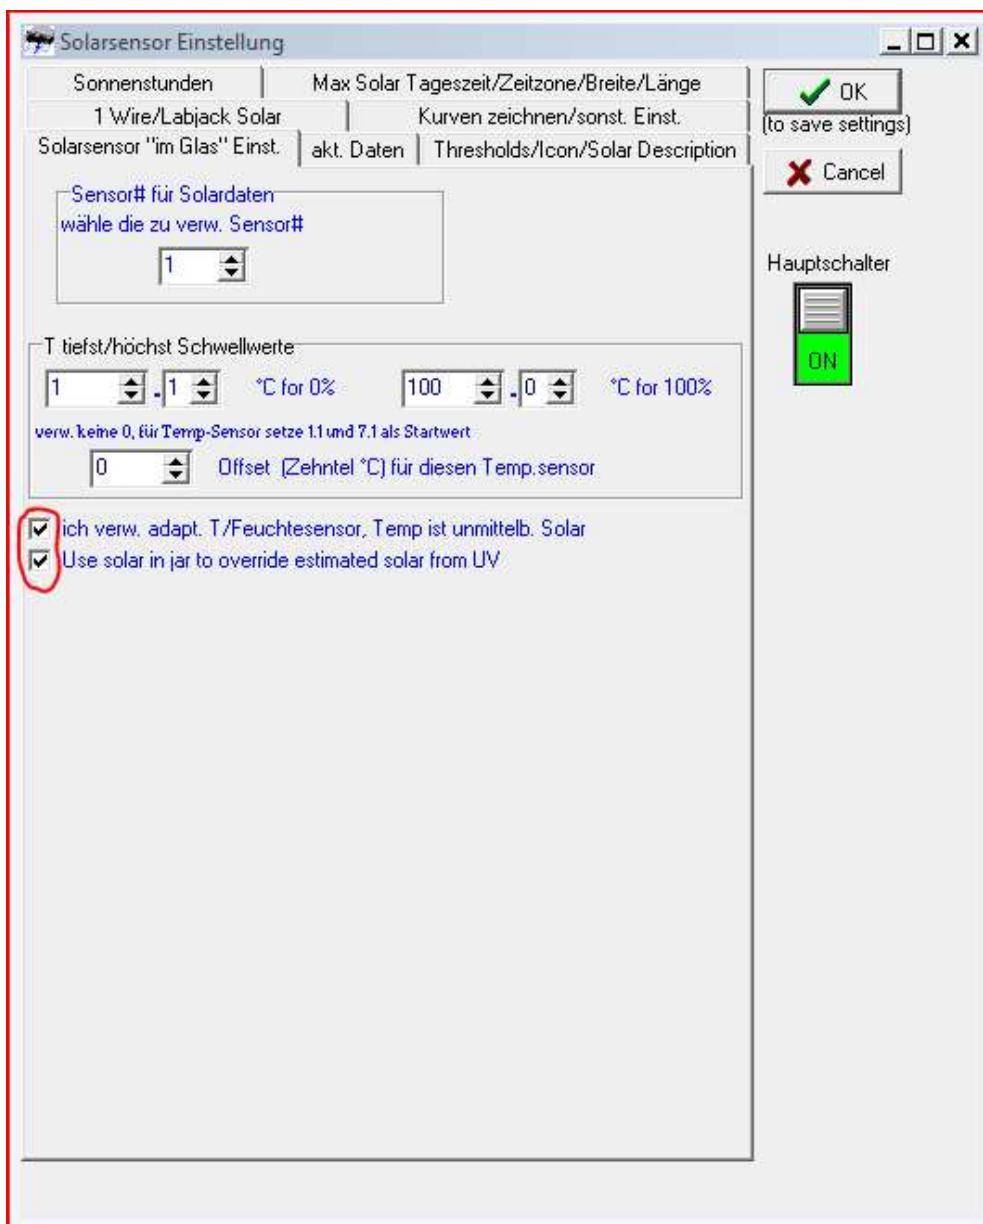 Solarsensor Einstellung
Sonnenstunden
Max Solar Tageszeit/Zeitzone/Breite/Länge
1 Wire/Labjack Solar
Kurven zeichnen/sonst. Einst.
Solarsensor "im Glas" Einst.
akt. Daten
Thresholds/Icon/Solar Description
OK
(to save settings)
Cancel
Hauptschalter
ON
Sensor# für Solardaten
wähle die zu verw. Sensor#
1
T tiefst/höchst Schwellwerte
1 . 1 °C for 0% 100 . 0 °C for 100%
verw. keine 0, für Temp-Sensor setze 1.1 und 7.1 als Startwert
0 Offset (Zehntel °C) für diesen Temp.sensor
ich verw. adapt. T/Feuchtesensor, Temp ist unmittelb. Solar
Use solar in jar to override estimated solar from UV